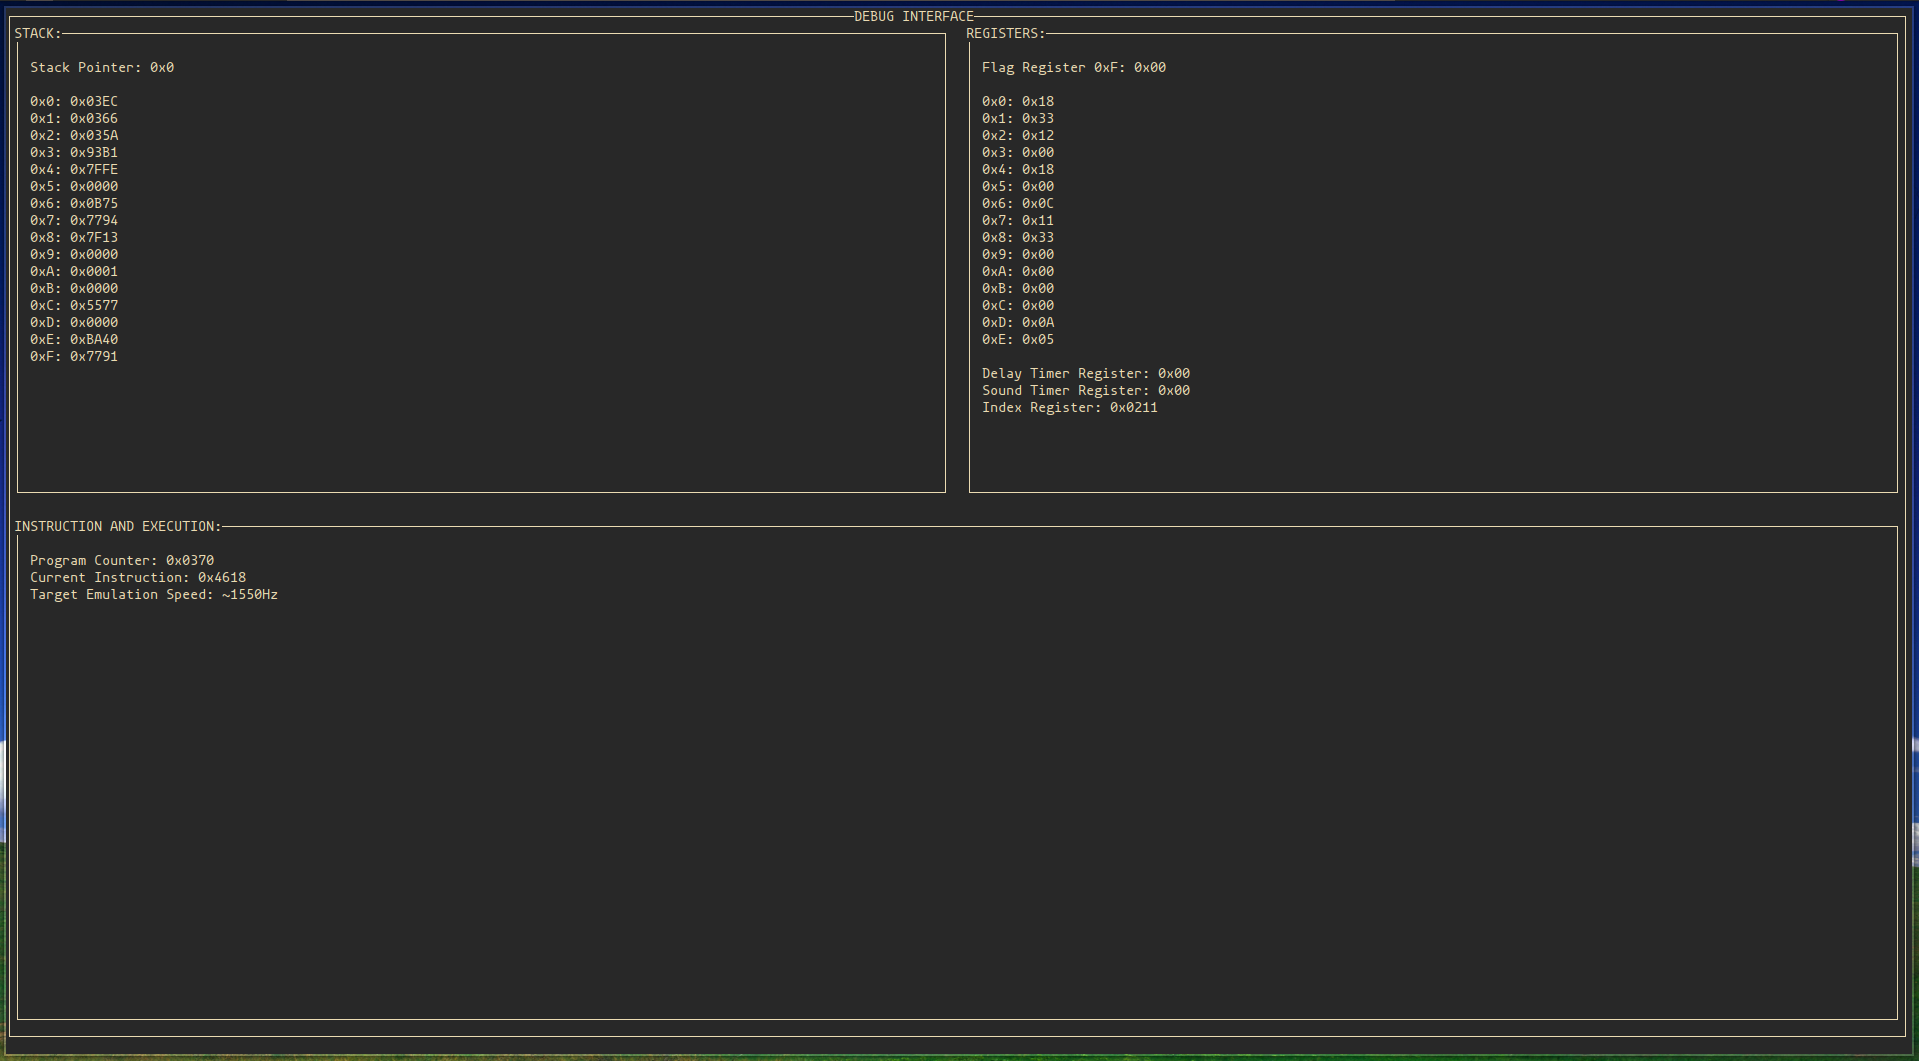 DEBUG INTERFACE
STACK:
Stack Pointer: 0x0
0x0: 0x03EC
0x1: 0x0366
0x2: 0x035A
0x3: 0x93B1
0x4: 0x7FFE
0x5: 0x0000
0x6: 0x0B75
0x7: 0x7794
0x8: 0x7F13
0x9: 0x0000
0xA: 0x0001
0xB: 0x0000
0xC: 0x5577
0xD: 0x0000
0xE: 0xBA40
0xF: 0x7791
REGISTERS:
Flag Register 0xF: 0x00
0x0: 0x18
0x1: 0x33
0x2: 0x12
0x3: 0x00
0x4: 0x18
0x5: 0x00
0x6: 0x0C
0x7: 0x11
0x8: 0x33
0x9: 0x00
0xA: 0x00
0xB: 0x00
0xC: 0x00
0xD: 0x0A
0xE: 0x05
Delay Timer Register: 0x00
Sound Timer Register: 0x00
Index Register: 0x0211
INSTRUCTION AND EXECUTION:
Program Counter: 0x0370
Current Instruction: 0x4618
Target Emulation Speed: ~1550Hz